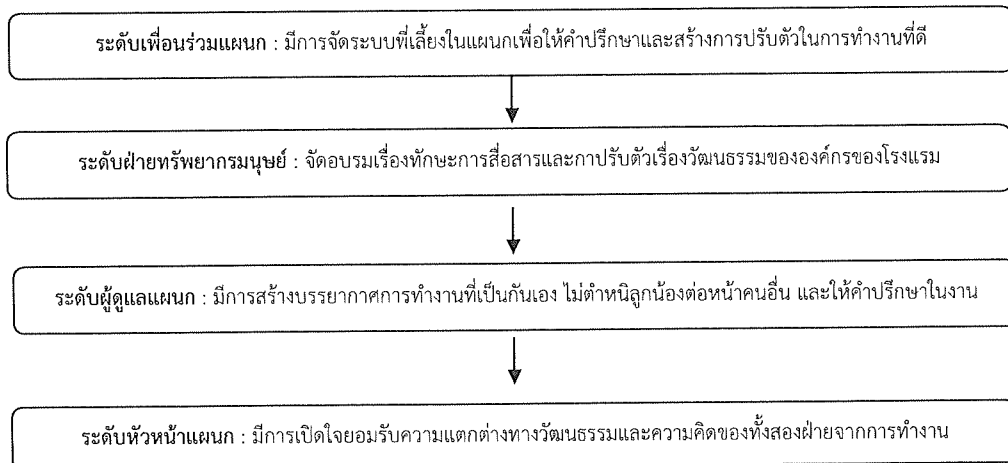 ระดับเพื่อนร่วมแผนก : มีการจัดระบบพี่เลี้ยงในแผนกเพื่อให้คำปรึกษาและสร้างการปรับตัวในการทำงานที่ดี
ระดับฝ่ายทรัพยากรมนุษย์ : จัดอบรมเรื่องทักษะการสื่อสารและกาปรับตัวเรื่องวัฒนธรรมขององค์กรของโรงแรม
ระดับผู้ดูแลแผนก : มีการสร้างบรรยากาศการทำงานที่เป็นกันเอง ไม่ตำหนิลูกน้องต่อหน้าคนอื่น และให้คำปรึกษาในงาน
ระดับหัวหน้าแผนก : มีการเปิดใจยอมรับความแตกต่างทางวัฒนธรรมและความคิดของทั้งสองฝ่ายจากการทำงาน